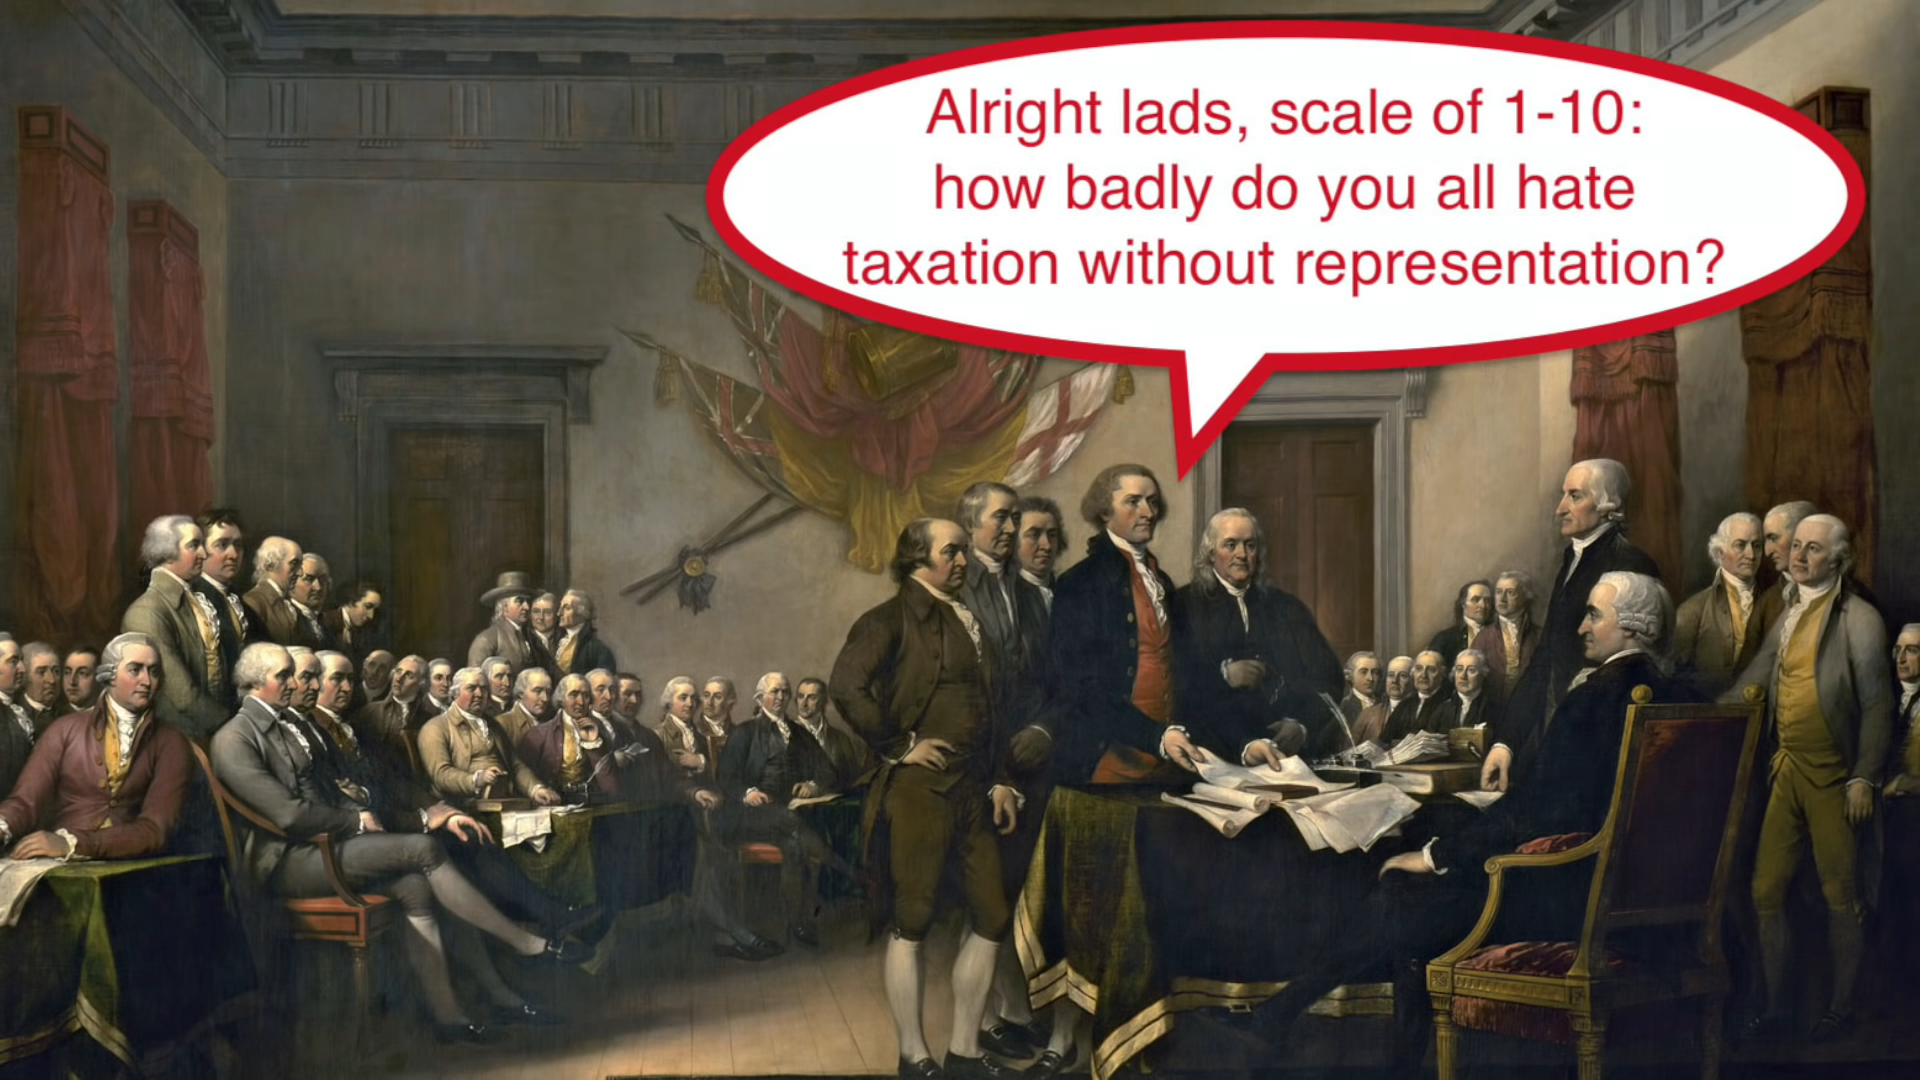 Alright lads, scale of 1-10:
how badly do you all hate
taxation without representation?